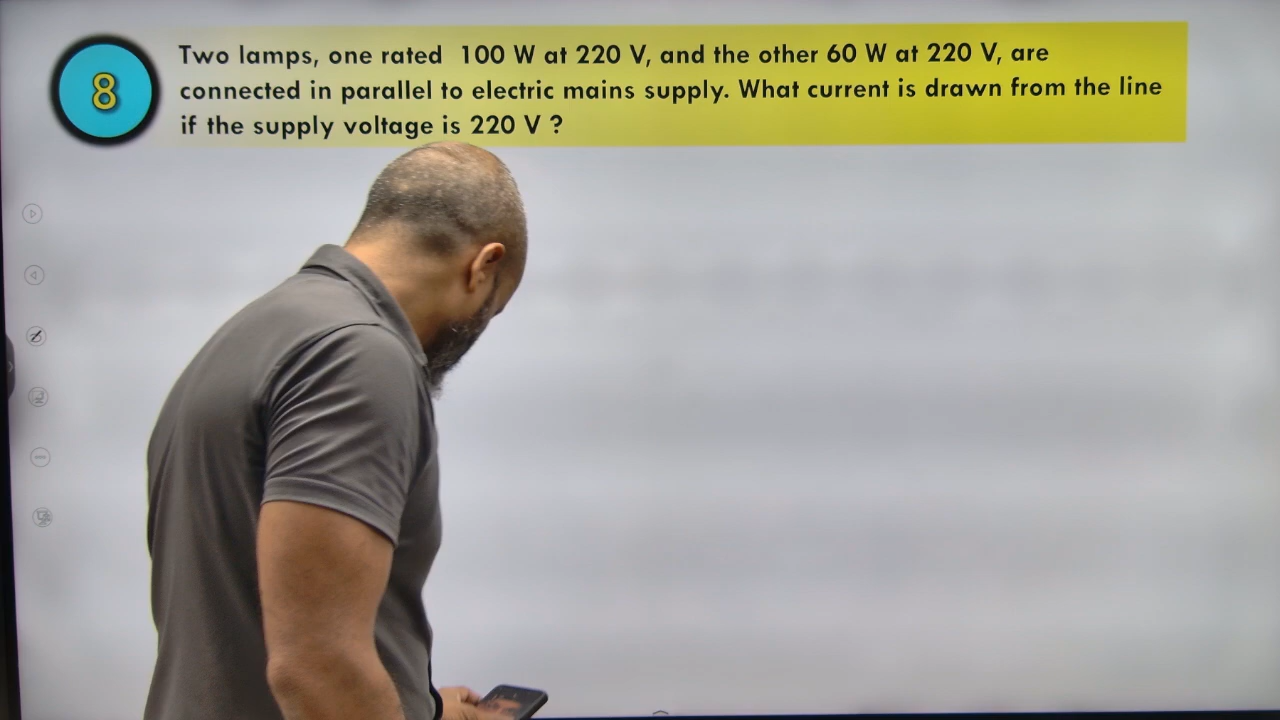 8
Two lamps, one rated 100 W at 220 V, and the other 60 W at 220 V, are
connected in parallel to electric mains supply. What current is drawn from the line
if the supply voltage is 220 V ?